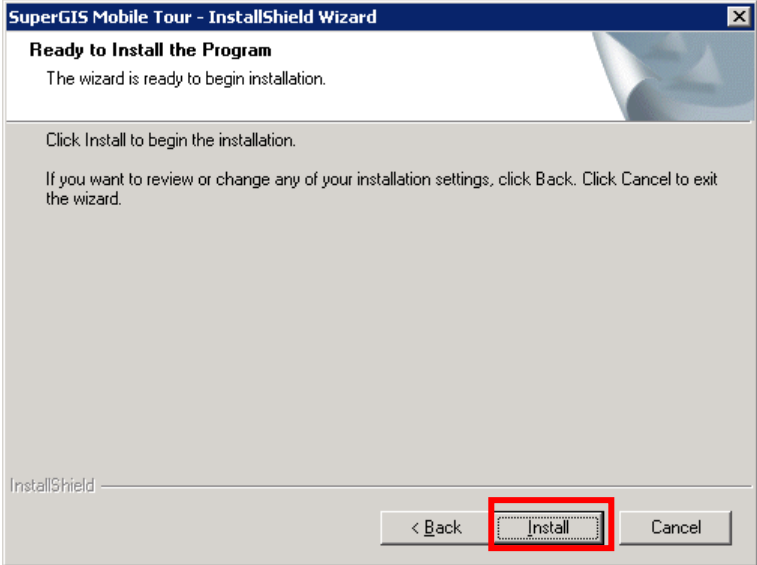 SuperGIS Mobile Tour - InstallShield Wizard
Ready to Install the Program
The wizard is ready to begin installation.
Click Install to begin the installation.
If you want to review or change any of your installation settings, click Back. Click Cancel to exit
the wizard.
InstallShield
< Back Install Cancel